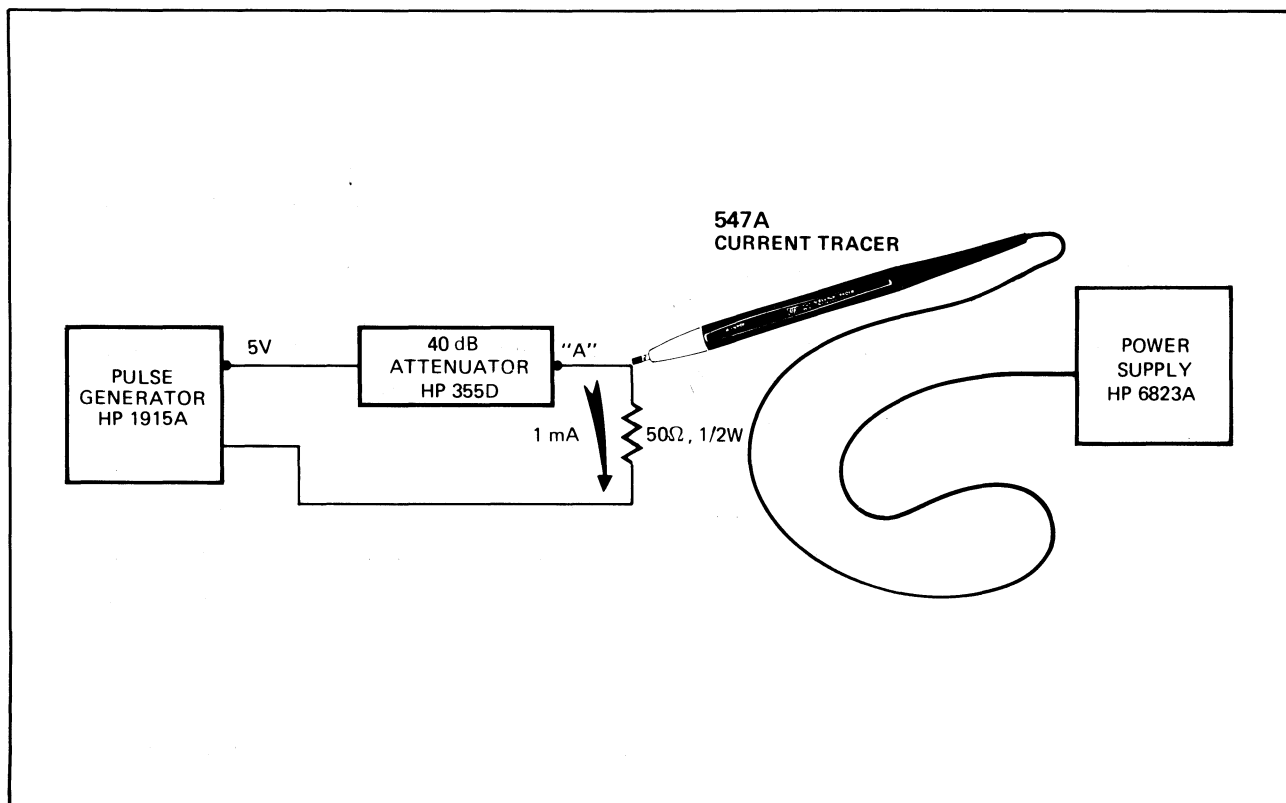 547A
CURRENT TRACER
5V
PULSE
GENERATOR
HP 1915A
40 dB
ATTENUATOR
HP 355D
"A"
1 mA
50Ω, 1/2W
POWER
SUPPLY
HP 6823A